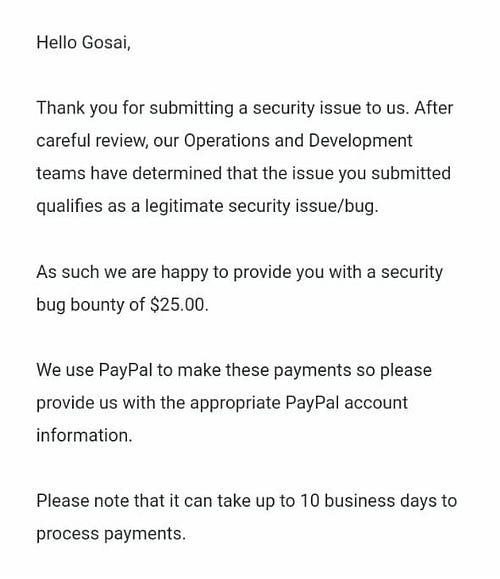 Hello Gosai,
Thank you for submitting a security issue to us. After
careful review, our Operations and Development
teams have determined that the issue you submitted
qualifies as a legitimate security issue/bug.
As such we are happy to provide you with a security
bug bounty of $25.00.
We use PayPal to make these payments so please
provide us with the appropriate PayPal account
information.
Please note that it can take up to 10 business days to
process payments.